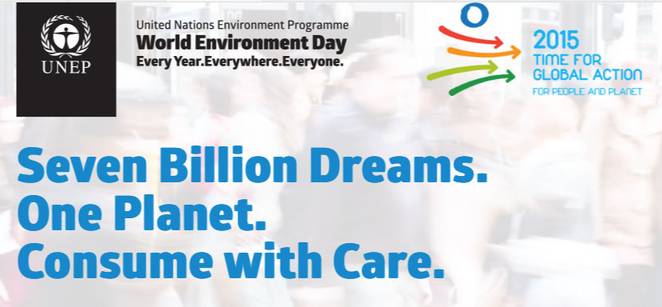 UNEP
United Nations Environment Programme
World Environment Day
Every Year.Everywhere.Everyone.
2015
TIME FOR
GLOBAL ACTION
FOR PEOPLE AND PLANET
Seven Billion Dreams.
One Planet.
Consume with Care.